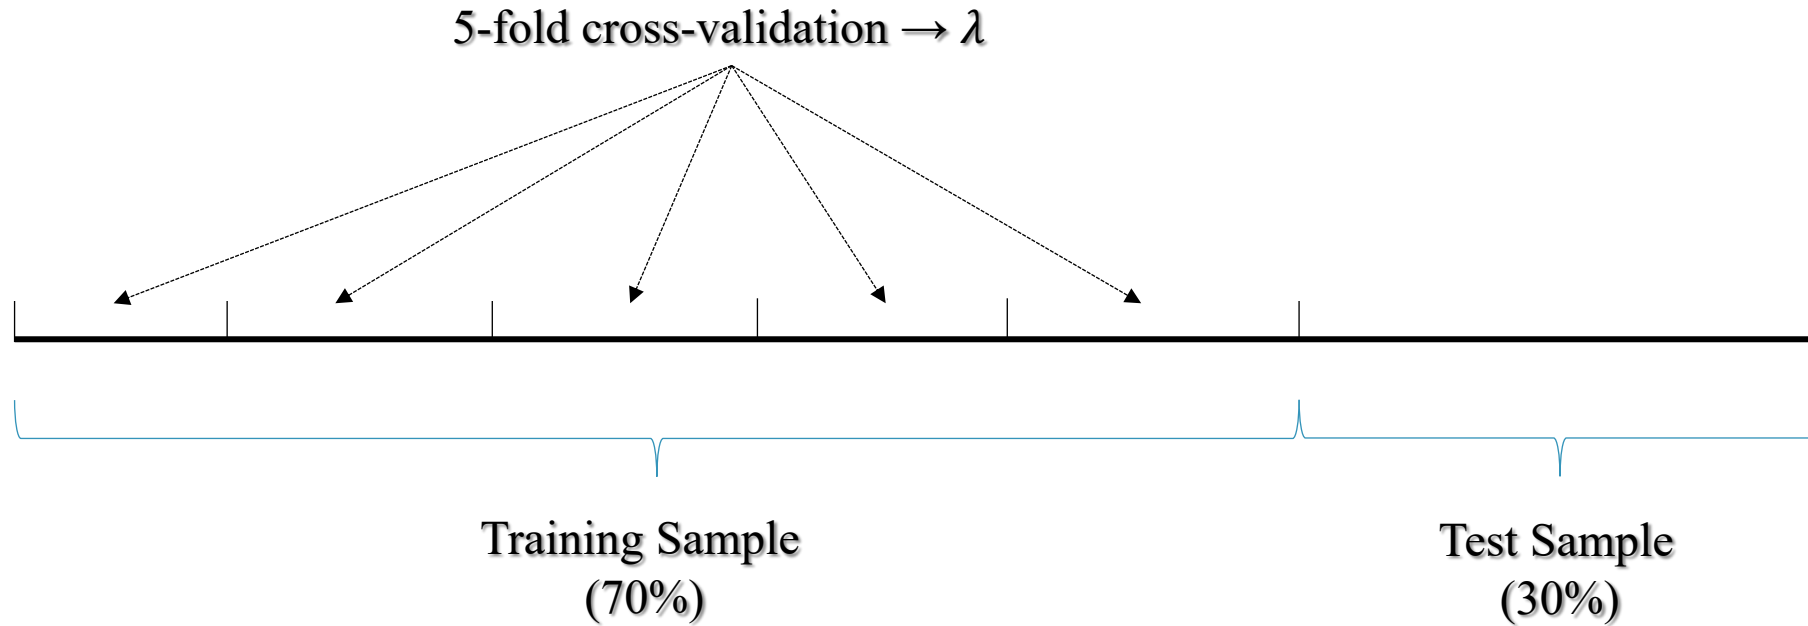 5-fold cross-validation → λ
Training Sample
(70%)
Test Sample
(30%)